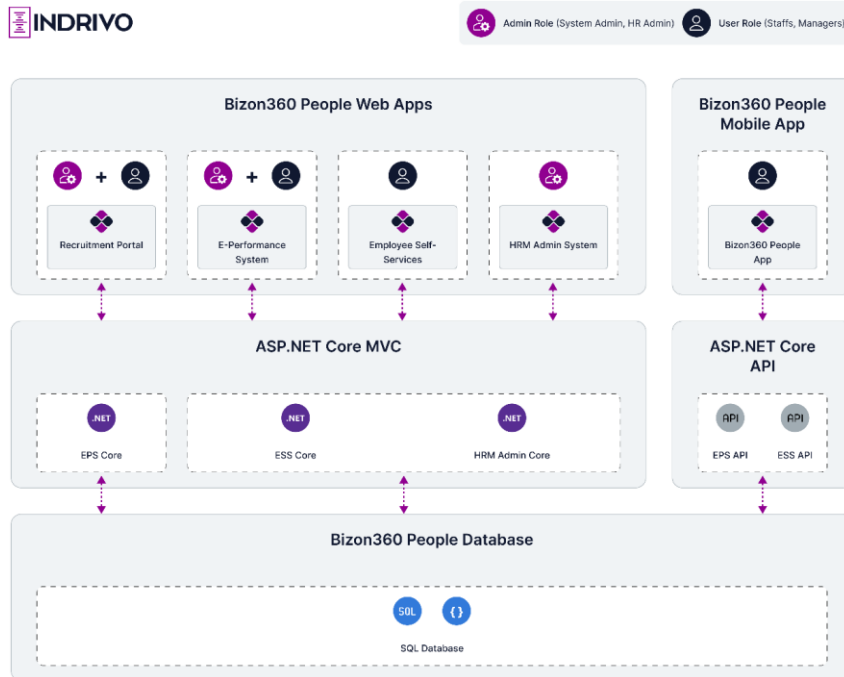 INDRIVO
Admin Role (System Admin, HR Admin)
User Role (Staffs, Managers)
Bizon360 People Web Apps
Bizon360 People
Mobile App
+
+
Recruitment Portal
E-Performance
System
Employee Self-
Services
HRM Admin System
Bizon360 People
App
ASP.NET Core MVC
ASP.NET Core
API
.NET
.NET
.NET
API
API
EPS Core
ESS Core
HRM Admin Core
EPS API
ESS API
Bizon360 People Database
SQL
{}
SQL Database